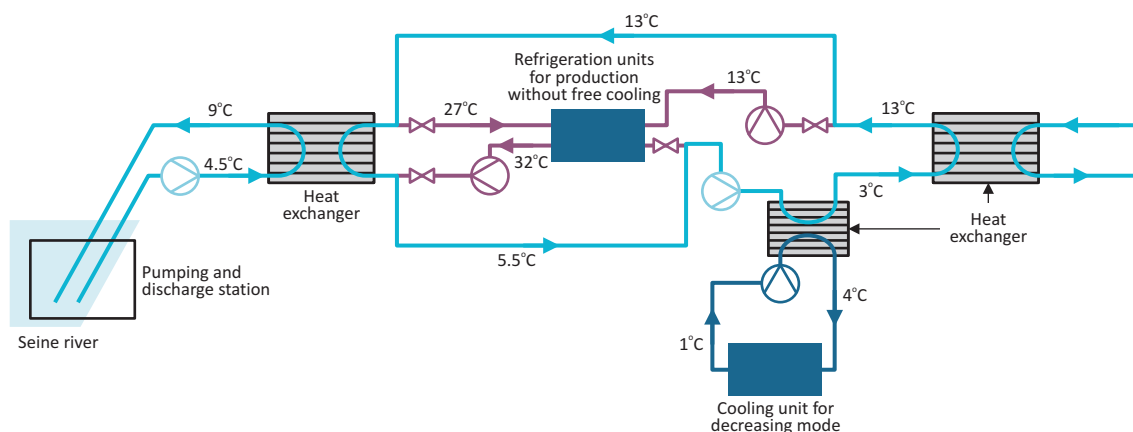 13°C
Refrigeration units
for production
without free cooling
13°C
9°C
27°C
13°C
4.5°C
32°C
Heat
exchanger
3°C
Heat
exchanger
5.5°C
Pumping and
discharge station
4°C
Seine river
1°C
Cooling unit for
decreasing mode